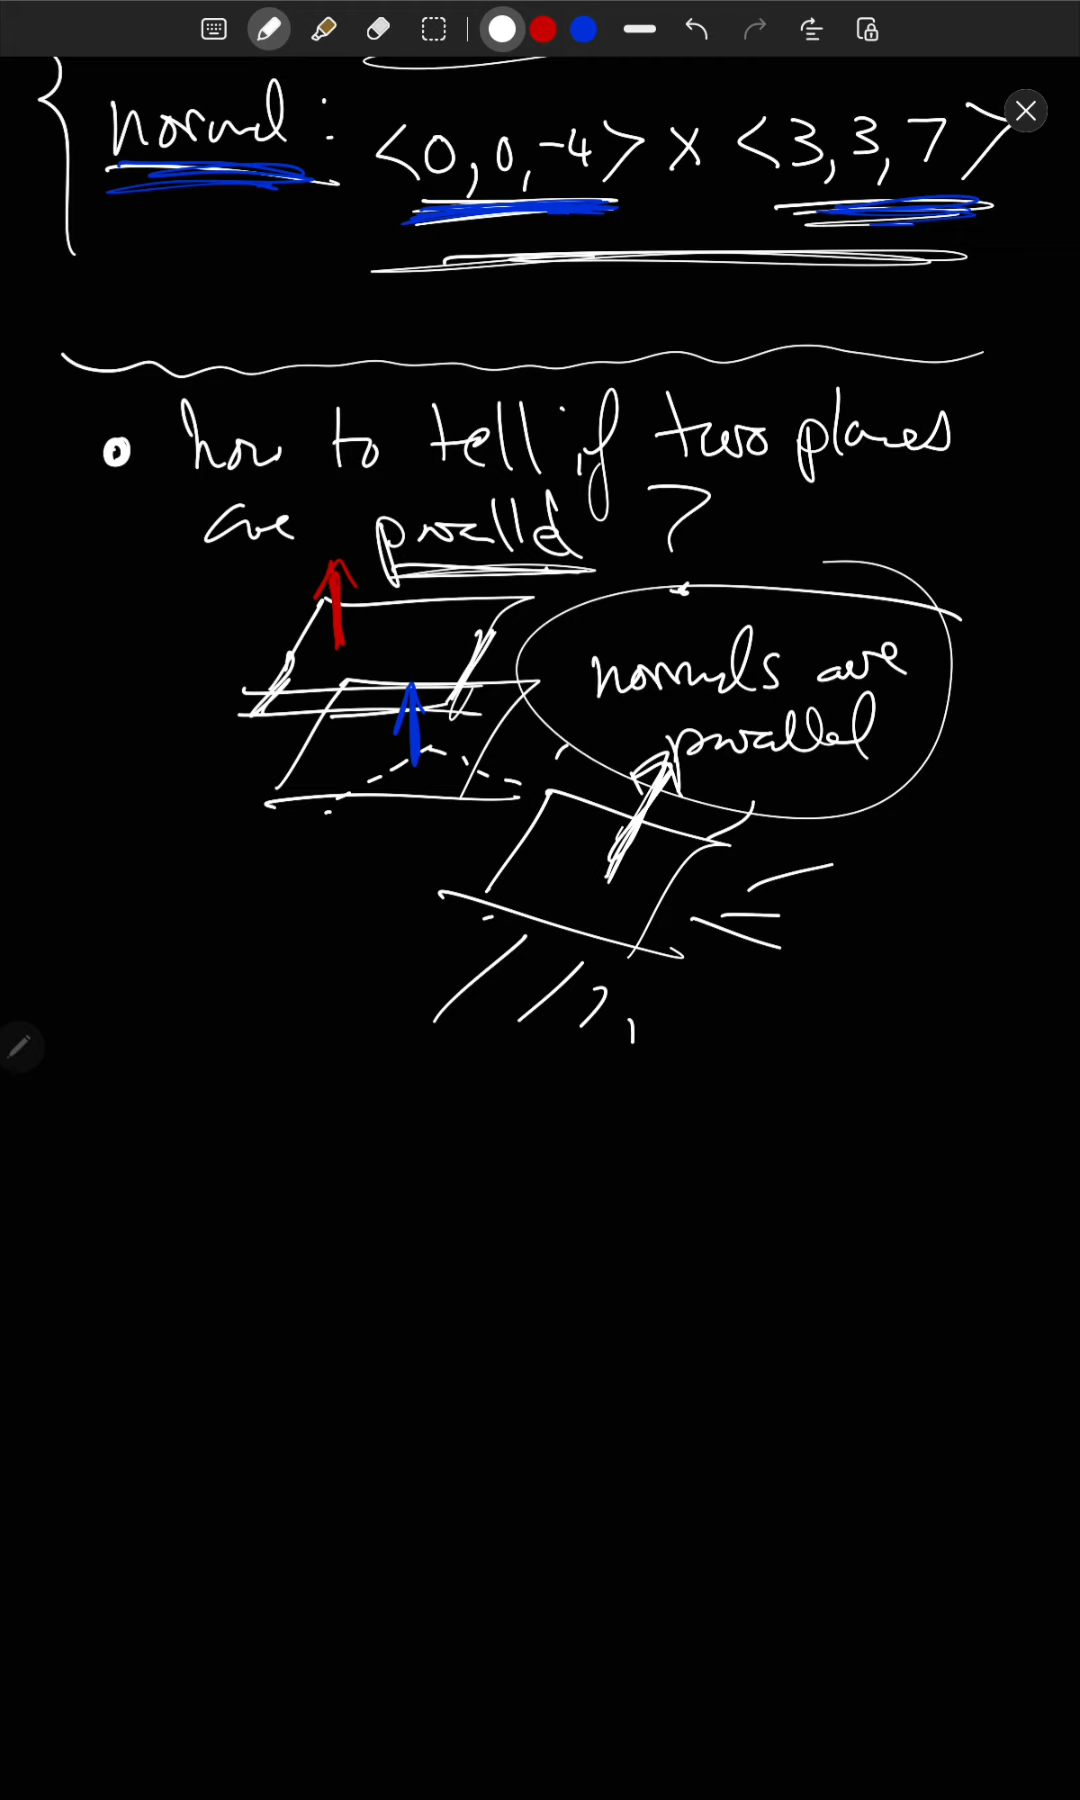 normal : <0, 0, -4> × <3, 3, 7>
how to tell if two planes
are parallel ?
normals are
parallel